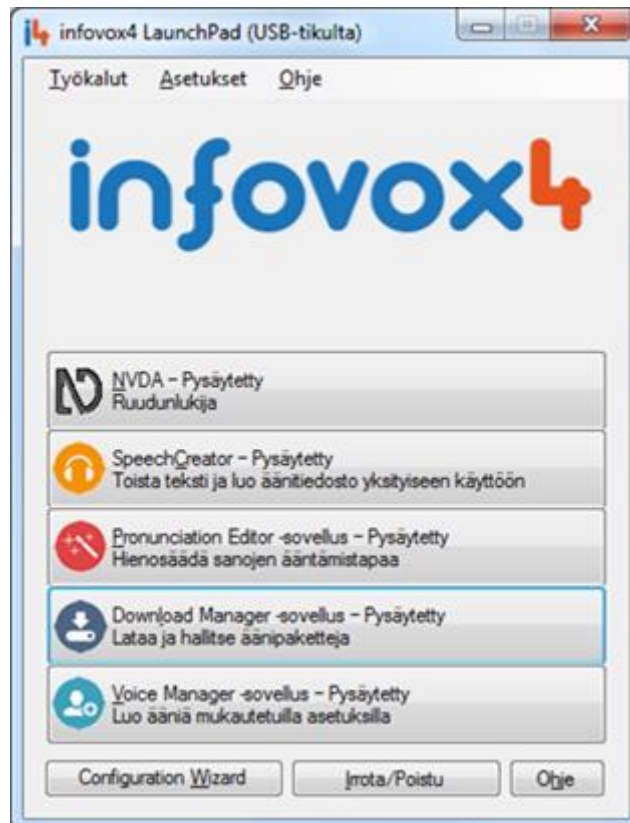 infovox4 LaunchPad (USB-tikulta)
Työkalut Asetukset Ohje
infovox4
NVDA – Pysäytetty
Ruudunlukija
SpeechCreator – Pysäytetty
Toista teksti ja luo äänitiedosto yksityiseen käyttöön
Pronunciation Editor -sovellus – Pysäytetty
Hienosäädä sanojen ääntämistapaa
Download Manager -sovellus – Pysäytetty
Lataa ja hallitse äänipaketteja
Voice Manager -sovellus – Pysäytetty
Luo ääniä mukautetuilla asetuksilla
Configuration Wizard Irrota/Poistu Ohje